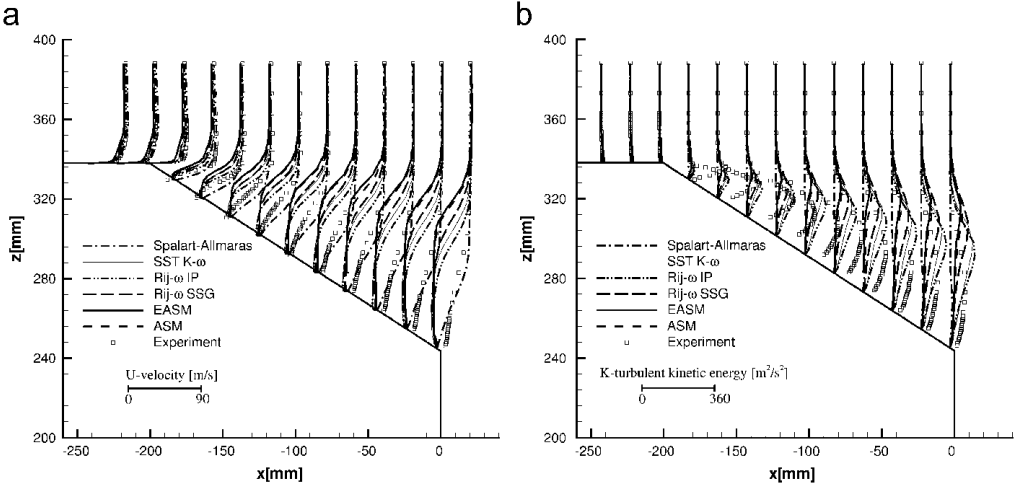 a
400
360
320
280
240
200
z[mm]
Spalart-Allmaras
SST K-ω
Rij-ω IP
Rij-ω SSG
EASM
ASM
Experiment
U-velocity [m/s]
0 90
-250 -200 -150 -100 -50 0
x[mm]
b
400
360
320
280
240
200
z[mm]
Spalart-Allmaras
SST K-ω
Rij-ω IP
Rij-ω SSG
EASM
ASM
Experiment
K-turbulent kinetic energy [m²/s²]
0 360
-250 -200 -150 -100 -50 0
x[mm]